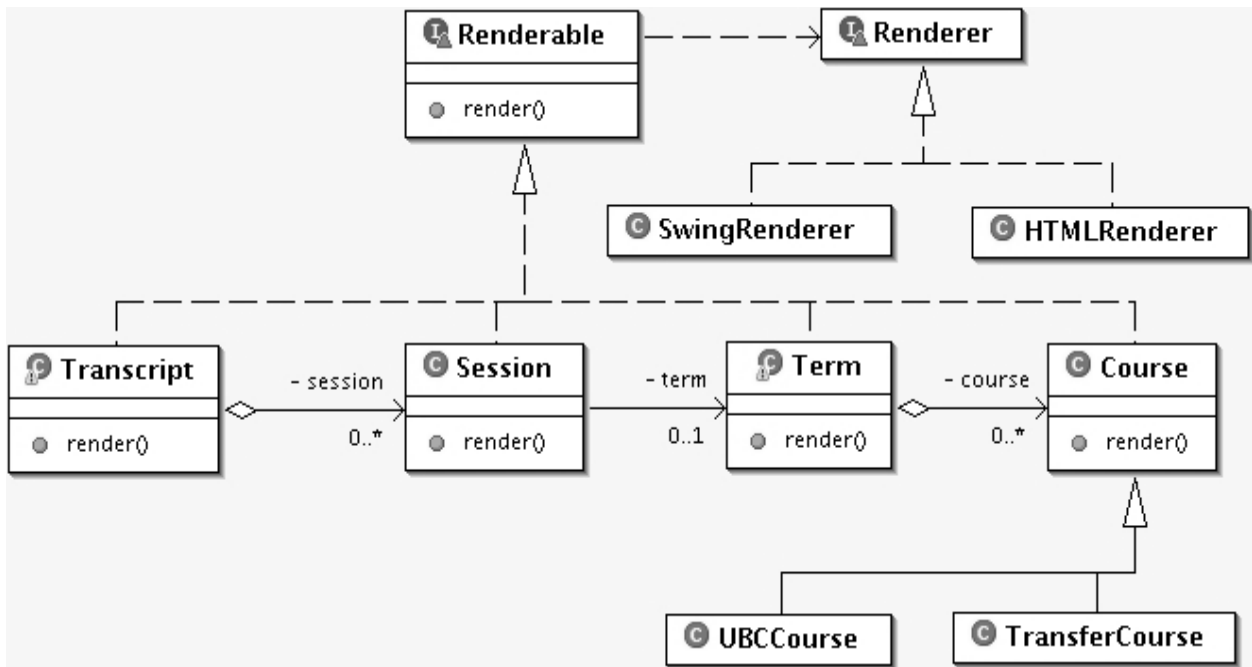 I Renderable
I Renderer
render()
C SwingRenderer
C HTMLRenderer
C Transcript
render()
- session
0..*
C Session
render()
- term
0..1
C Term
render()
- course
0..*
C Course
render()
C UBCCourse
C TransferCourse